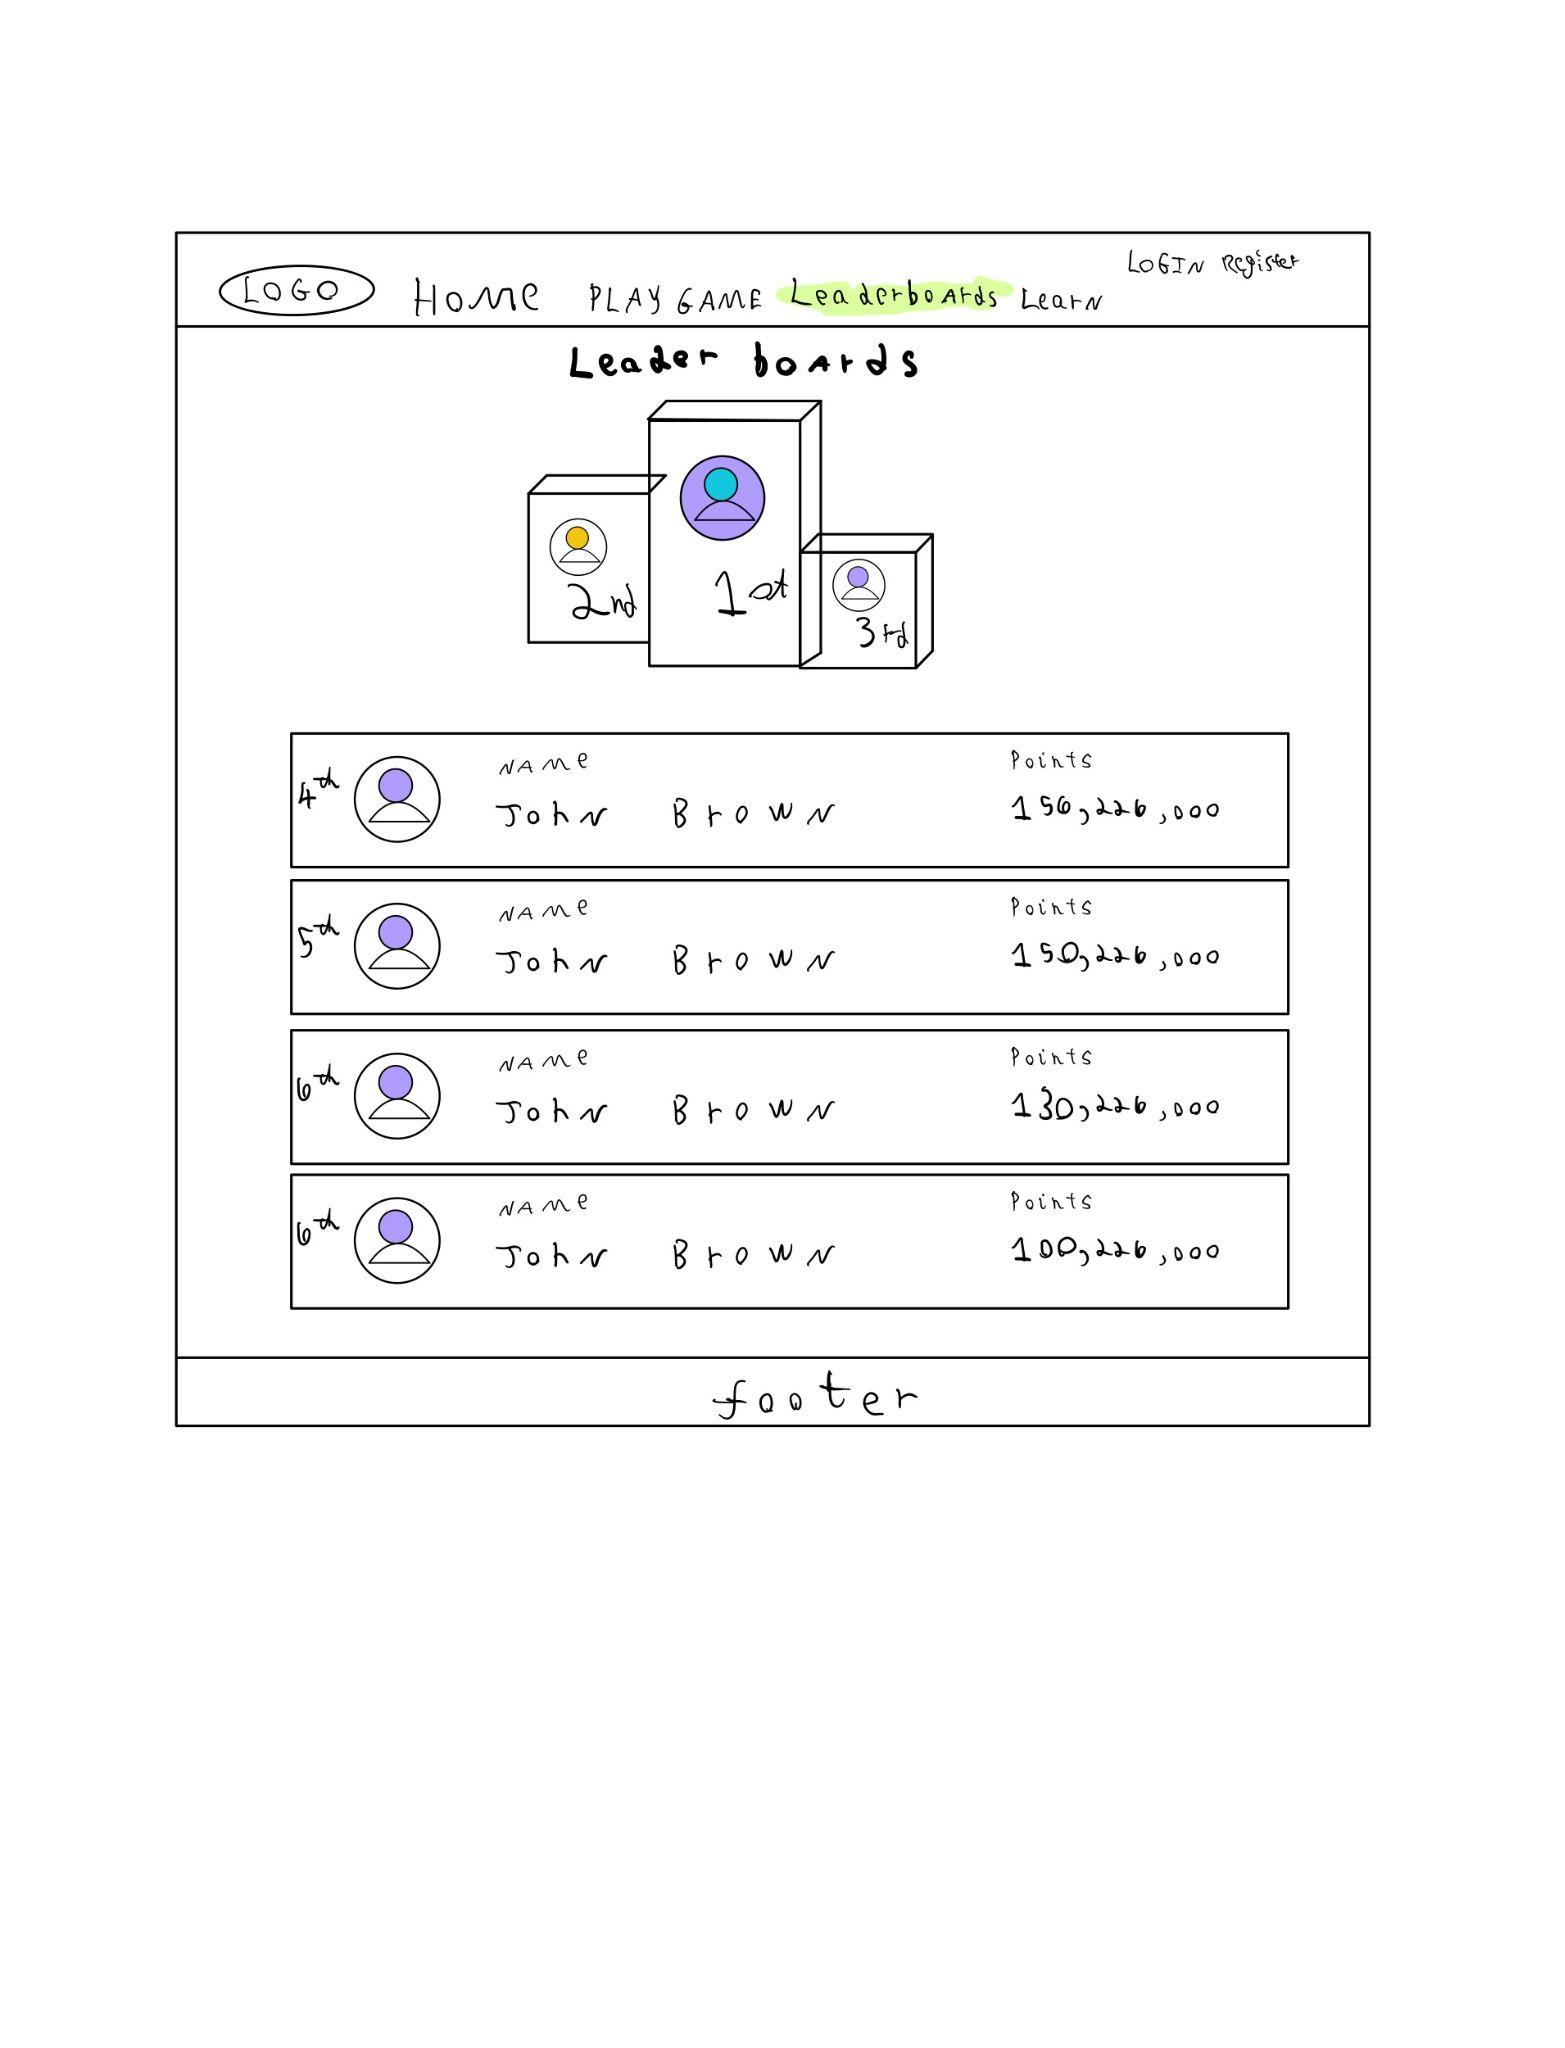 LOGIN Register
LOGO HOME PLAY GAME Leaderboards Learn
Leader boards
1st
2nd
3rd
NAMe Points
4th John Brown 156,226,000
NAMe Points
5th John Brown 150,226,000
NAMe Points
6th John Brown 130,226,000
NAMe Points
6th John Brown 100,226,000
footer